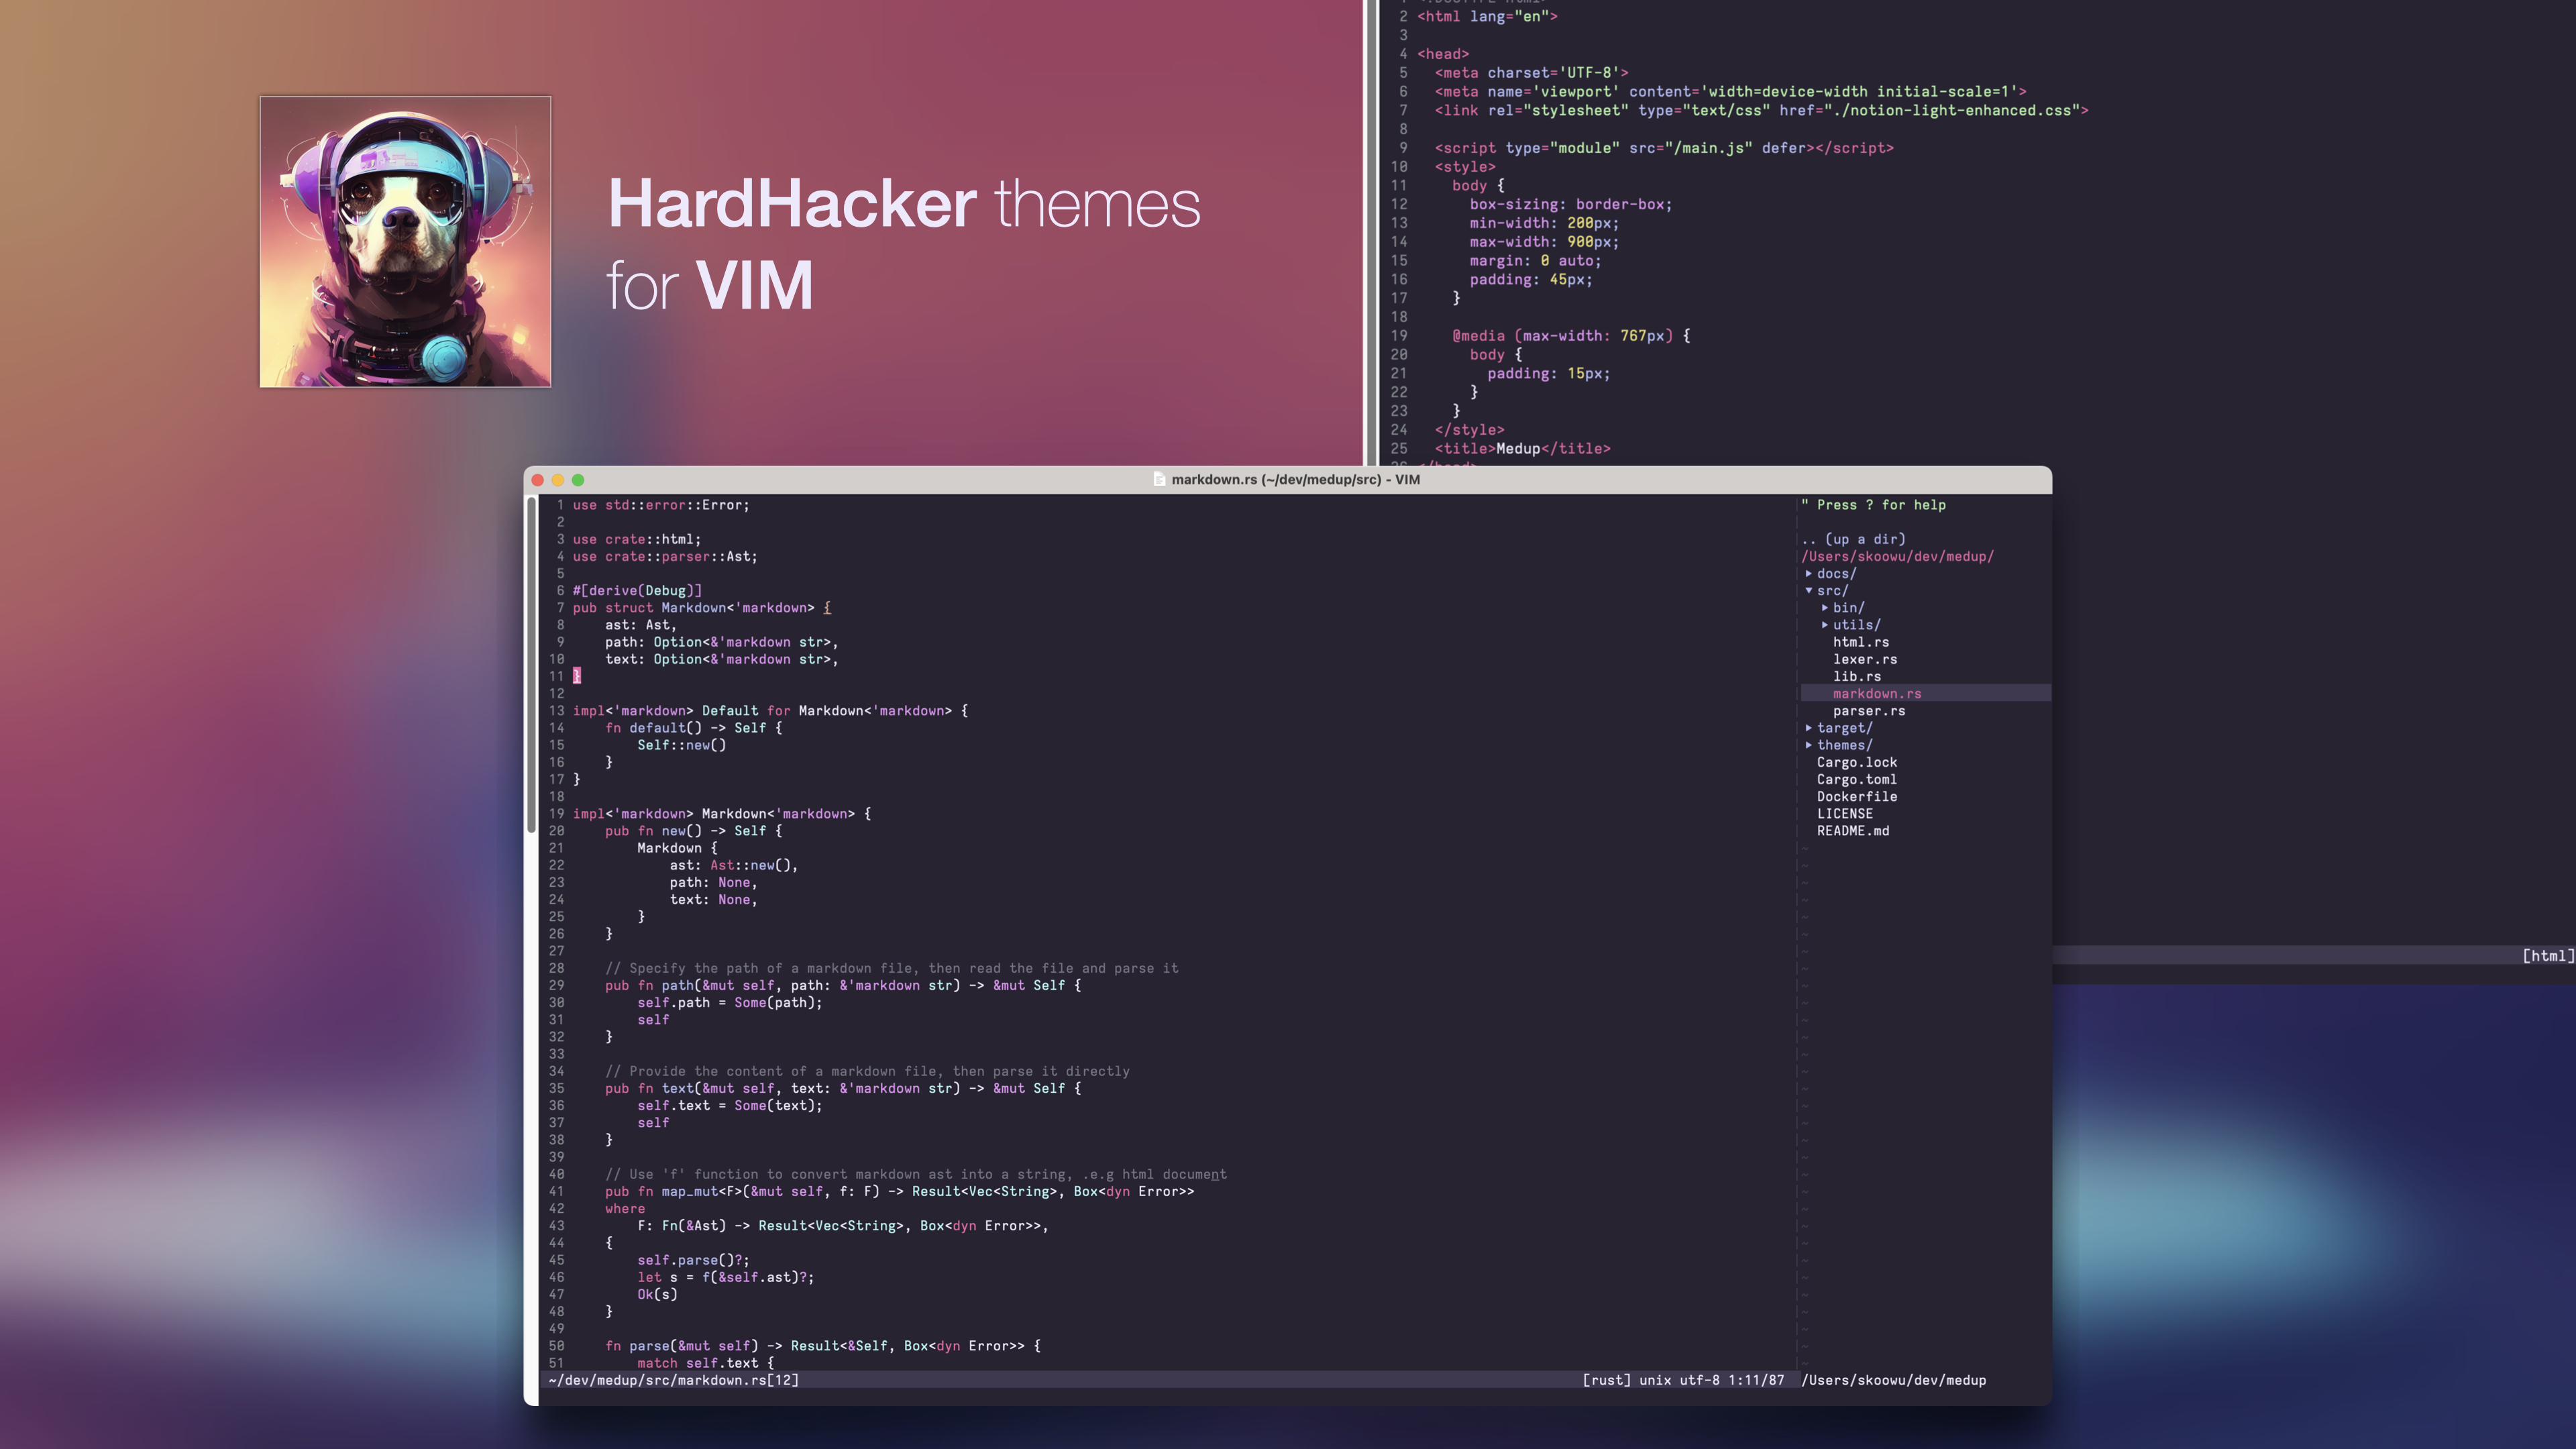 HardHacker themes
for VIM
2 <html lang="en">
3
4 <head>
5 <meta charset='UTF-8'>
6 <meta name='viewport' content='width=device-width initial-scale=1'>
7 <link rel="stylesheet" type="text/css" href="./notion-light-enhanced.css">
8
9 <script type="module" src="/main.js" defer></script>
10 <style>
11 body {
12 box-sizing: border-box;
13 min-width: 200px;
14 max-width: 900px;
15 margin: 0 auto;
16 padding: 45px;
17 }
18
19 @media (max-width: 767px) {
20 body {
21 padding: 15px;
22 }
23 }
24 </style>
25 <title>Medup</title>
[html]
markdown.rs (~/dev/medup/src) - VIM
1 use std::error::Error;
2
3 use crate::html;
4 use crate::parser::Ast;
5
6 #[derive(Debug)]
7 pub struct Markdown<'markdown> {
8 ast: Ast,
9 path: Option<&'markdown str>,
10 text: Option<&'markdown str>,
11 }
12
13 impl<'markdown> Default for Markdown<'markdown> {
14 fn default() -> Self {
15 Self::new()
16 }
17 }
18
19 impl<'markdown> Markdown<'markdown> {
20 pub fn new() -> Self {
21 Markdown {
22 ast: Ast::new(),
23 path: None,
24 text: None,
25 }
26 }
27
28 // Specify the path of a markdown file, then read the file and parse it
29 pub fn path(&mut self, path: &'markdown str) -> &mut Self {
30 self.path = Some(path);
31 self
32 }
33
34 // Provide the content of a markdown file, then parse it directly
35 pub fn text(&mut self, text: &'markdown str) -> &mut Self {
36 self.text = Some(text);
37 self
38 }
39
40 // Use 'f' function to convert markdown ast into a string, .e.g html document
41 pub fn map_mut<F>(&mut self, f: F) -> Result<Vec<String>, Box<dyn Error>>
42 where
43 F: Fn(&Ast) -> Result<Vec<String>, Box<dyn Error>>,
44 {
45 self.parse()?;
46 let s = f(&self.ast)?;
47 Ok(s)
48 }
49
50 fn parse(&mut self) -> Result<&Self, Box<dyn Error>> {
51 match self.text {
~/dev/medup/src/markdown.rs[12] [rust] unix utf-8 1:11/87
" Press ? for help
.. (up a dir)
/Users/skoowu/dev/medup/
▸ docs/
▾ src/
▸ bin/
▸ utils/
html.rs
lexer.rs
lib.rs
markdown.rs
parser.rs
▸ target/
▸ themes/
Cargo.lock
Cargo.toml
Dockerfile
LICENSE
README.md
/Users/skoowu/dev/medup